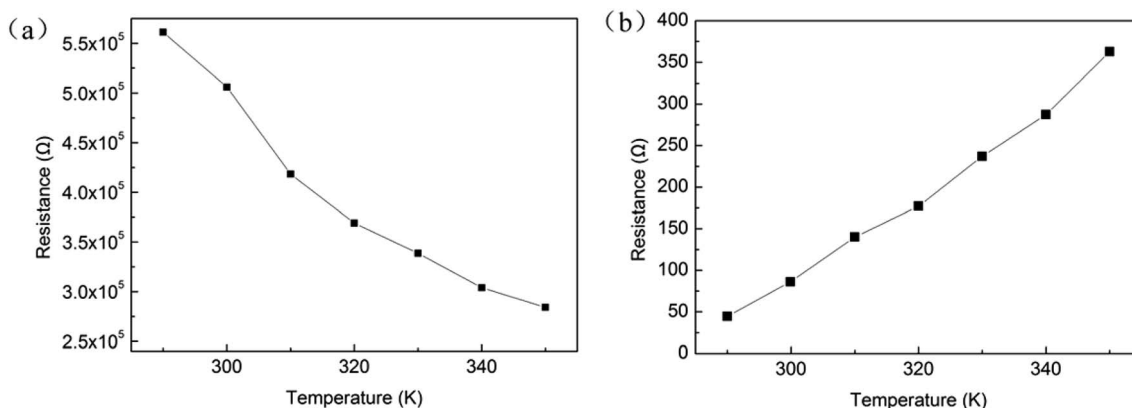 (a)
5.5x10⁵
5.0x10⁵
4.5x10⁵
4.0x10⁵
3.5x10⁵
3.0x10⁵
2.5x10⁵
Resistance (Ω)
300 320 340
Temperature (K)
(b)
400
350
300
250
200
150
100
50
0
Resistance (Ω)
300 320 340
Temperature (K)